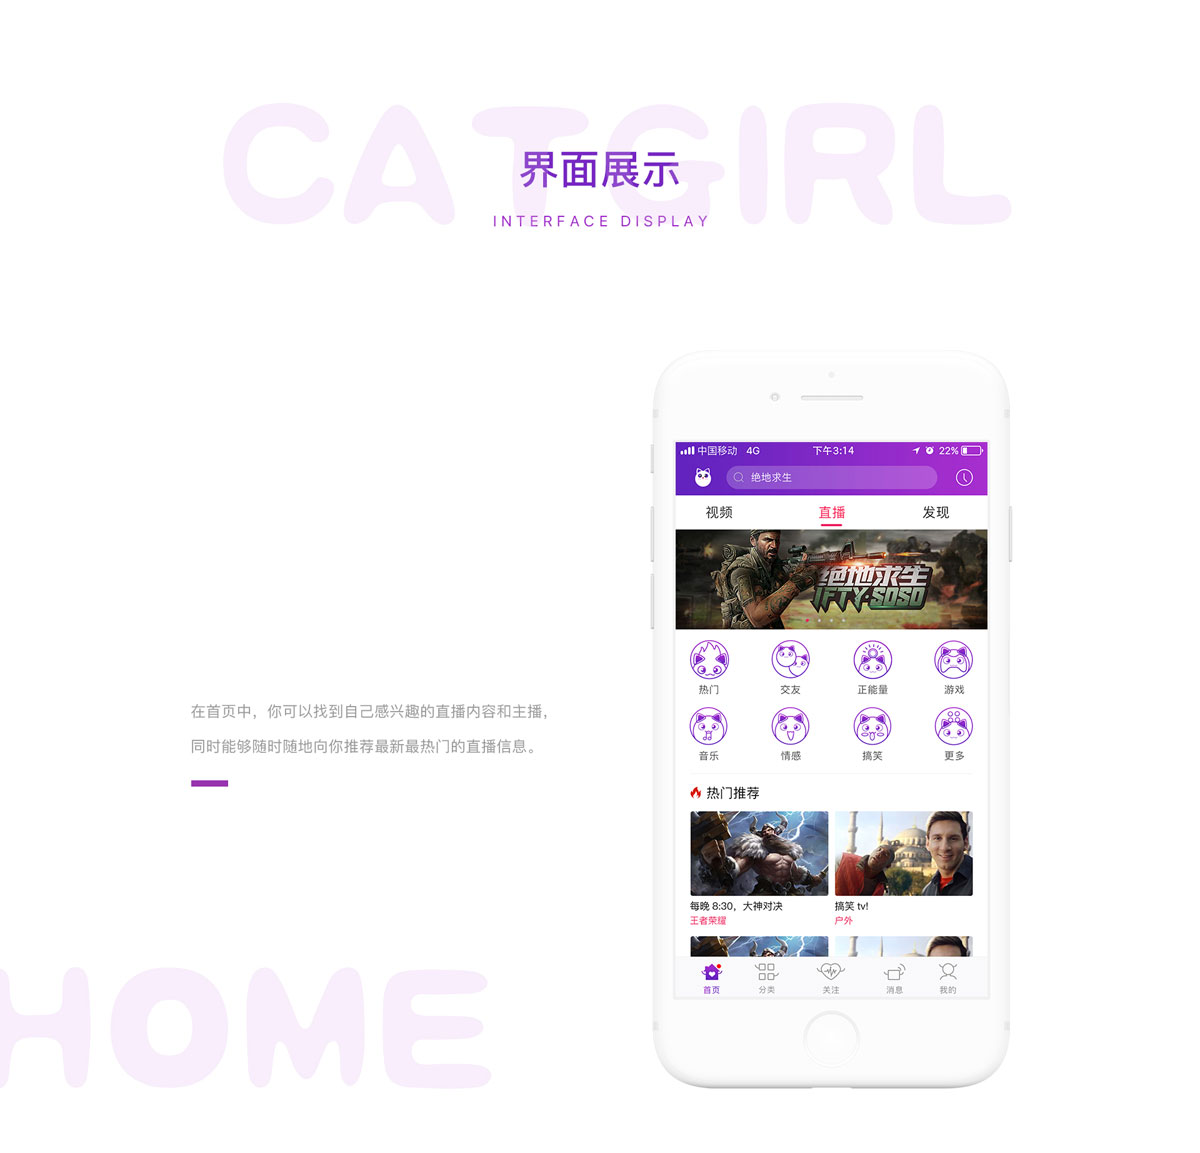 CATGIRL
界面展示
INTERFACE DISPLAY
中国移动 4G 下午3:14 22%
绝地求生
视频 直播 发现
绝地求生
IFTY·SOSO
热门 交友 正能量 游戏
音乐 情感 搞笑 更多
热门推荐
每晚 8:30，大神对决 搞笑 tv!
王者荣耀 户外
首页 分类 关注 消息 我的
在首页中，你可以找到自己感兴趣的直播内容和主播，
同时能够随时随地向你推荐最新最热门的直播信息。
HOME